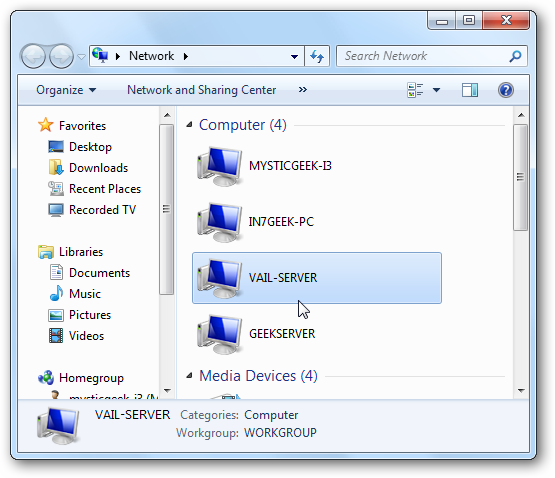 Network
Search Network
Organize
Network and Sharing Center
»
Favorites
Desktop
Downloads
Recent Places
Recorded TV
Libraries
Documents
Music
Pictures
Videos
Homegroup
mysticgeek-i3 (M
Computer (4)
MYSTICGEEK-I3
IN7GEEK-PC
VAIL-SERVER
GEEKSERVER
Media Devices (4)
VAIL-SERVER Categories: Computer
Workgroup: WORKGROUP